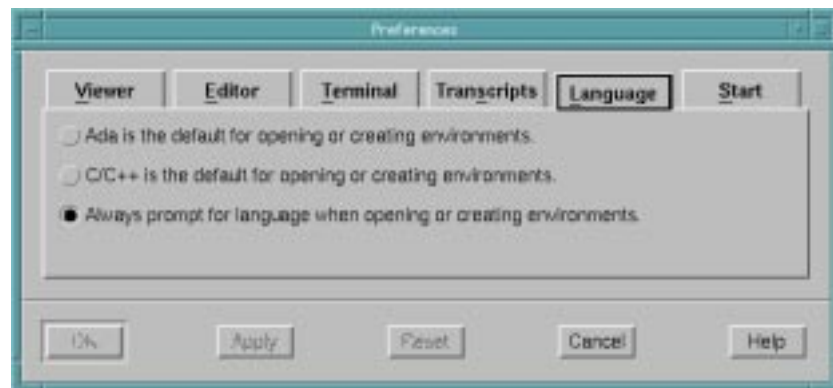 Preferences
Viewer Editor Terminal Transcripts Language Start
Ada is the default for opening or creating environments.
C/C++ is the default for opening or creating environments.
Always prompt for language when opening or creating environments.
OK Apply Reset Cancel Help